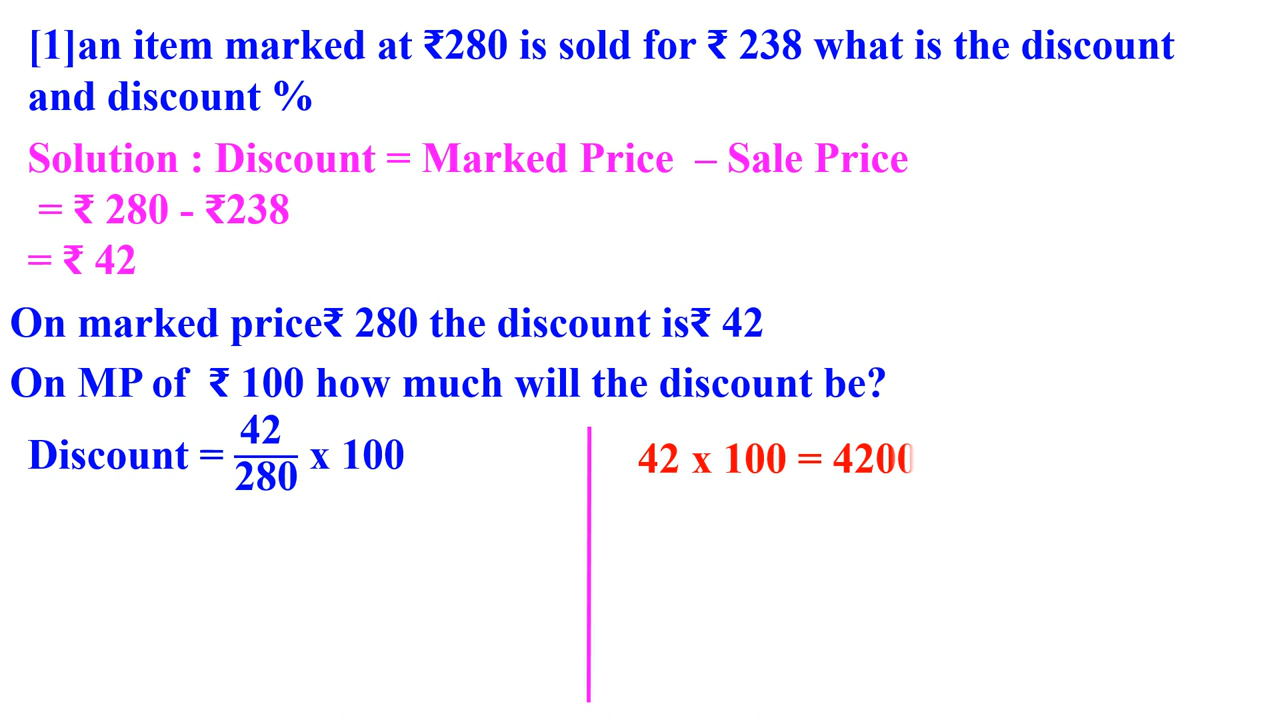 [1]an item marked at ₹280 is sold for ₹ 238 what is the discount
and discount %
Solution : Discount = Marked Price – Sale Price
= ₹ 280 - ₹238
= ₹ 42
On marked price₹ 280 the discount is₹ 42
On MP of ₹ 100 how much will the discount be?
Discount = 42/280 x 100
42 x 100 = 4200